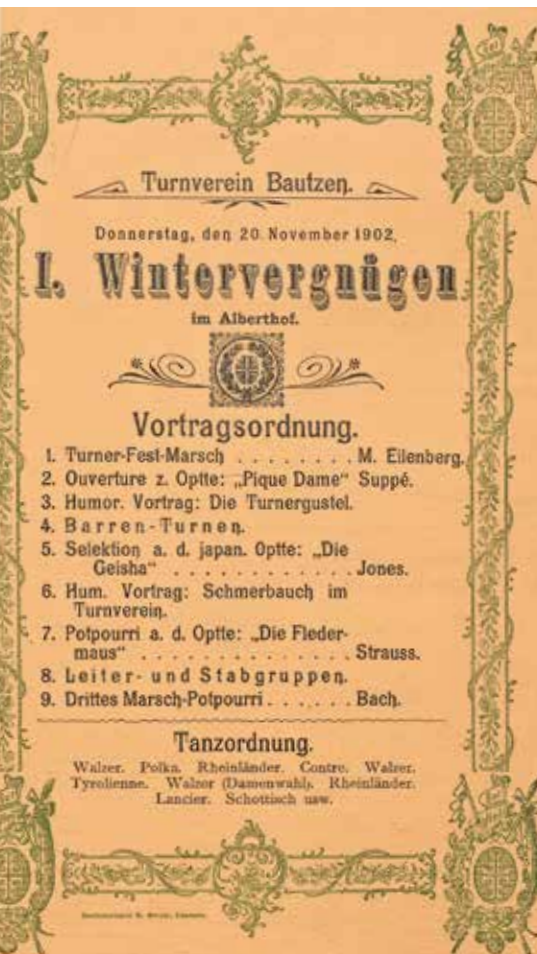 Turnverein Bautzen.
Donnerstag, den 20. November 1902,
I. Wintervergnügen
im Alberthof.
Vortragsordnung.
1. Turner-Fest-Marsch . . . . . . . . M. Eilenberg.
2. Ouverture z. Optte: „Pique Dame“ Suppé.
3. Humor. Vortrag: Die Turnergustel.
4. Barren-Turnen.
5. Selektion a. d. japan. Optte: „Die
Geisha“ . . . . . . . . . . . . . Jones.
6. Hum. Vortrag: Schmerbauch im
Turnverein.
7. Potpourri a. d. Optte: „Die Fleder-
maus“ . . . . . . . . . . . . . . . Strauss.
8. Leiter- und Stabgruppen.
9. Drittes Marsch-Potpourri . . . . . . Bach.
Tanzordnung.
Walzer. Polka. Rheinländer. Contre. Walzer.
Tyrolienne. Walzer (Damenwahl). Rheinländer.
Lancier. Schottisch usw.